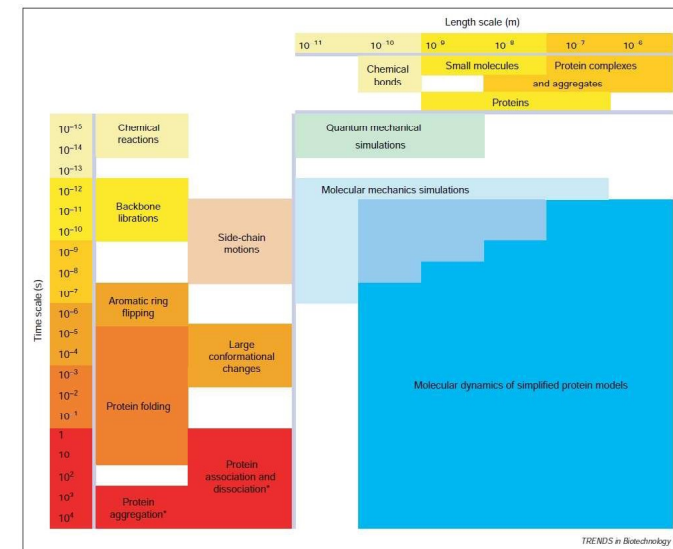 Length scale (m)
10⁻¹¹ 10⁻¹⁰ 10⁻⁹ 10⁻⁸ 10⁻⁷ 10⁻⁶
Chemical
bonds
Small molecules
Protein complexes
and aggregates
Proteins
Time scale (s)
10⁻¹⁵
10⁻¹⁴
10⁻¹³
10⁻¹²
10⁻¹¹
10⁻¹⁰
10⁻⁹
10⁻⁸
10⁻⁷
10⁻⁶
10⁻⁵
10⁻⁴
10⁻³
10⁻²
10⁻¹
1
10
10²
10³
10⁴
Chemical
reactions
Backbone
librations
Side-chain
motions
Aromatic ring
flipping
Large
conformational
changes
Protein folding
Protein
association and
dissociation*
Protein
aggregation*
Quantum mechanical
simulations
Molecular mechanics simulations
Molecular dynamics of simplified protein models
TRENDS in Biotechnology